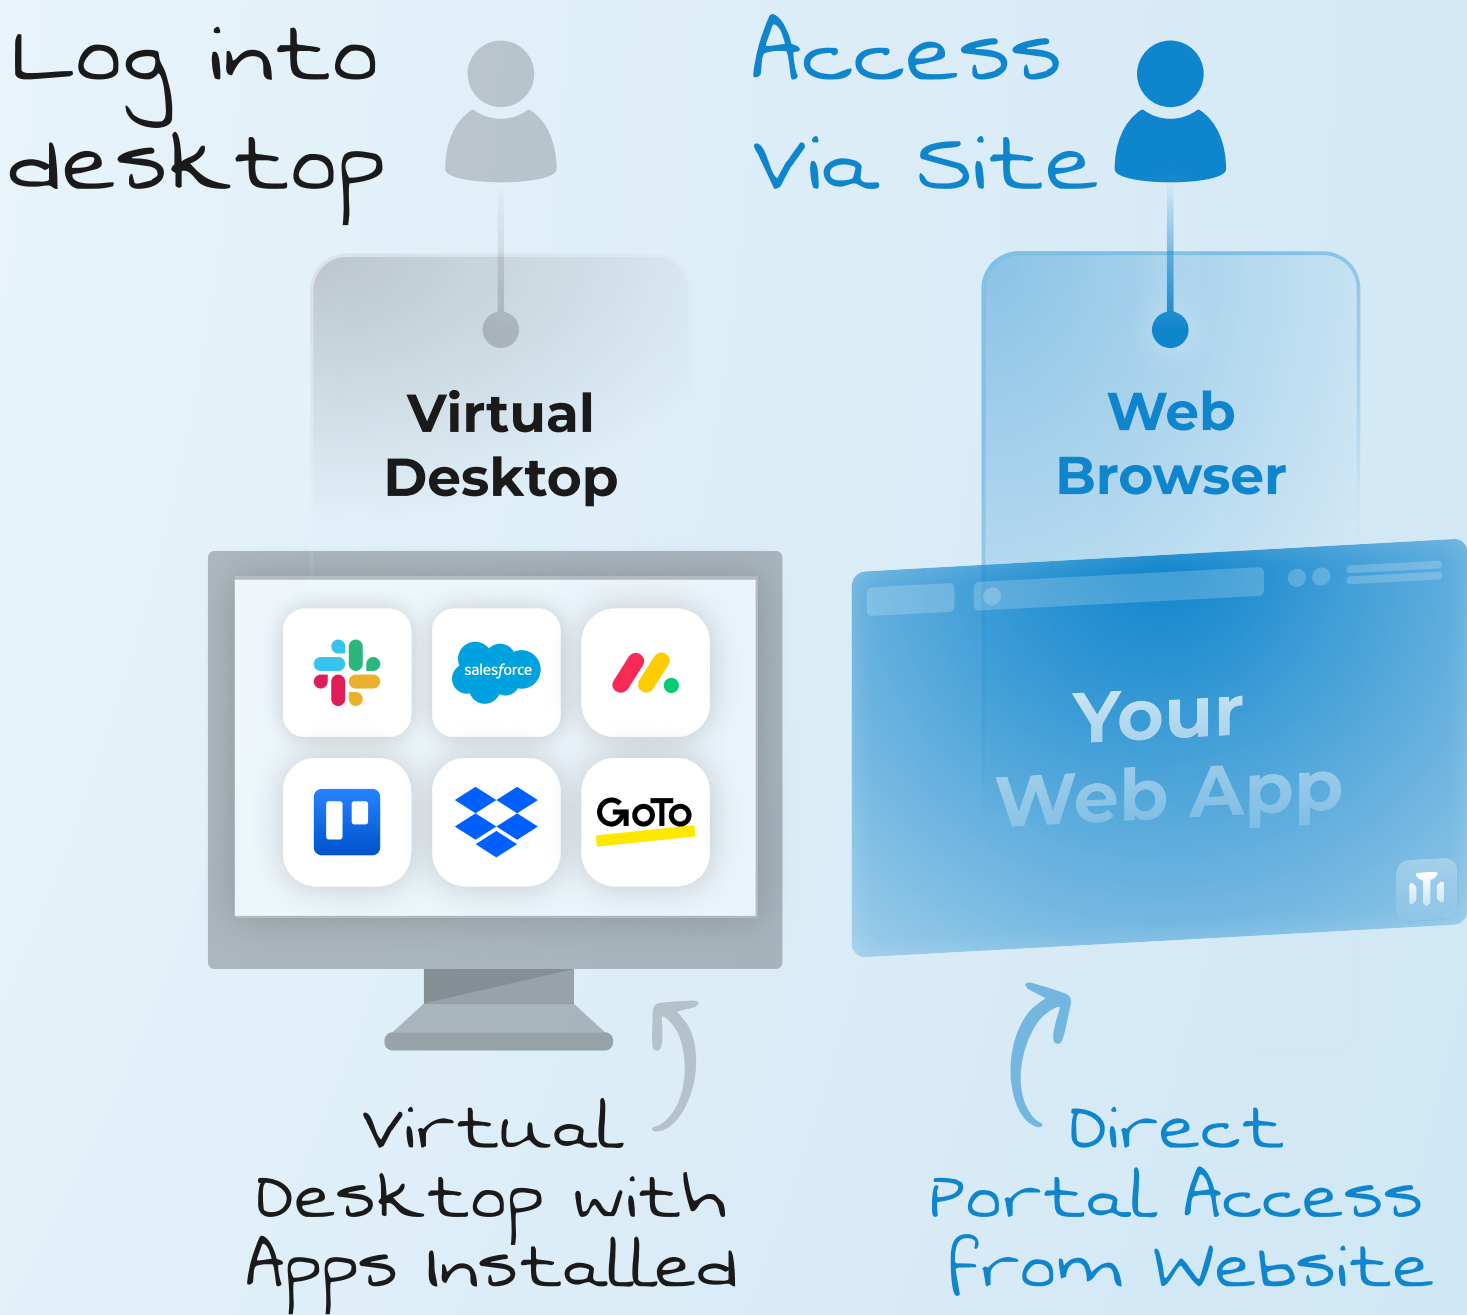 Log into
desktop
Virtual
Desktop
salesforce
GoTo
Virtual
Desktop with
Apps Installed
Access
Via Site
Web
Browser
Your
Web App
Direct
Portal Access
from Website